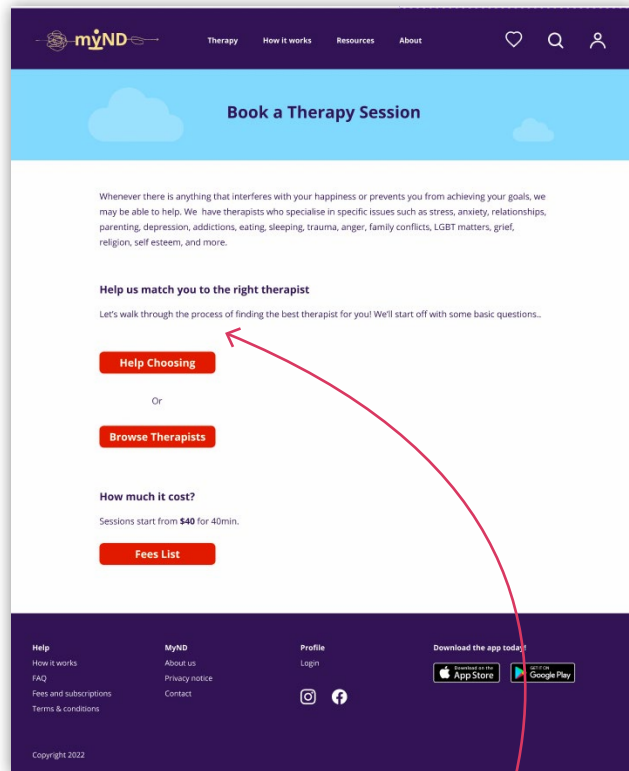 myND
Therapy How it works Resources About
Book a Therapy Session
Whenever there is anything that interferes with your happiness or prevents you from achieving your goals, we
may be able to help. We have therapists who specialise in specific issues such as stress, anxiety, relationships,
parenting, depression, addictions, eating, sleeping, trauma, anger, family conflicts, LGBT matters, grief,
religion, self esteem, and more.
Help us match you to the right therapist
Let's walk through the process of finding the best therapist for you! We'll start off with some basic questions..
Help Choosing
Or
Browse Therapists
How much it cost?
Sessions start from $40 for 40min.
Fees List
Help
How it works
FAQ
Fees and subscriptions
Terms & conditions
MyND
About us
Privacy notice
Contact
Profile
Login
Download the app today!
Download on the
App Store
GET IT ON
Google Play
Copyright 2022